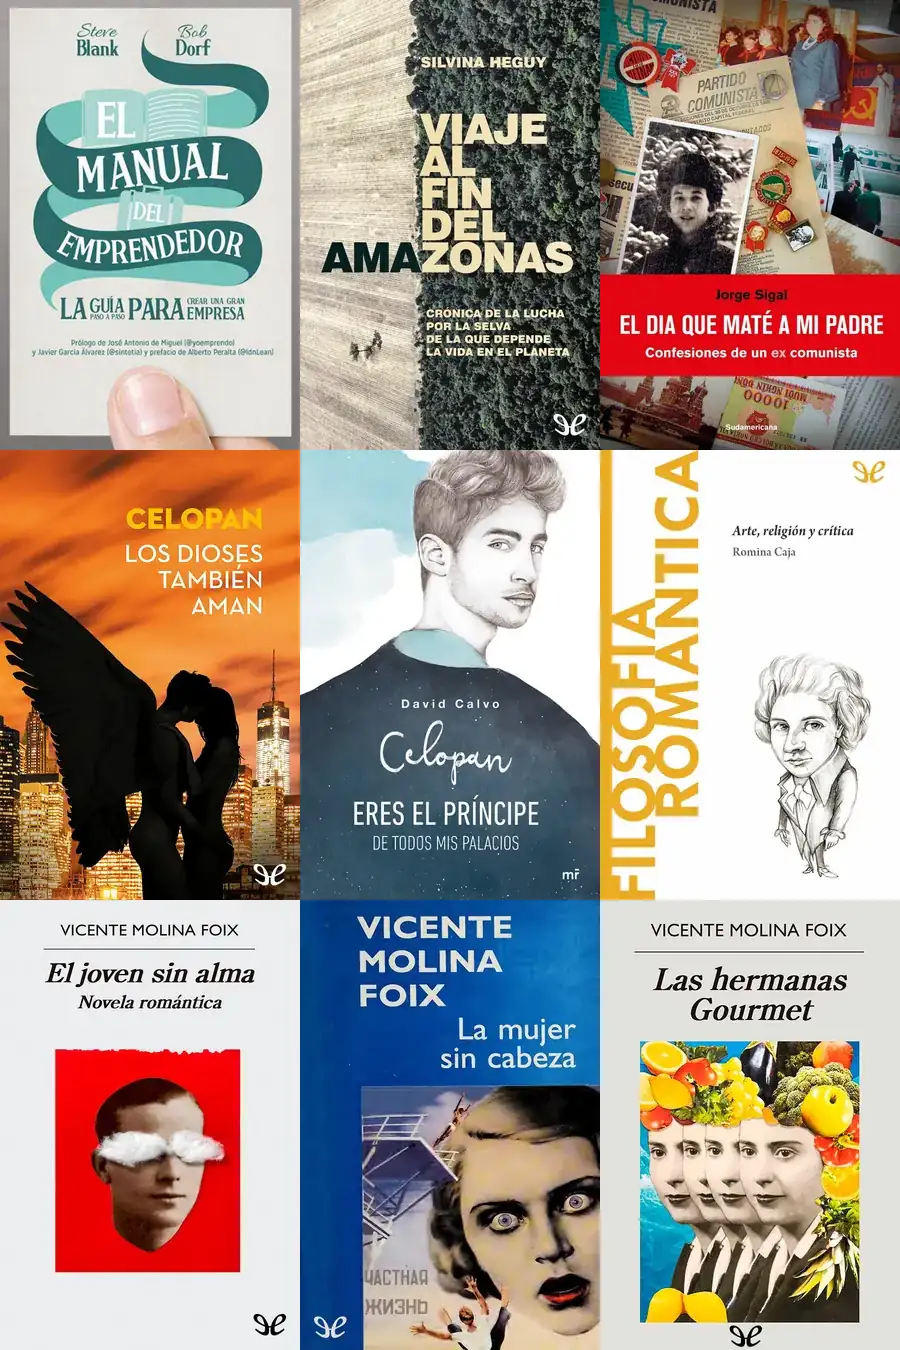 Steve
Blank
Bob
Dorf
EL
MANUAL
DEL
EMPRENDEDOR
LA GUÍA PASO A PASO PARA CREAR UNA GRAN EMPRESA
Prólogo de José Antonio de Miguel (@yoemprendo)
y Javier García Álvarez (@sintetia) y prefacio de Alberto Peralta (@idnLean)
SILVINA HEGUY
VIAJE
AL
FIN
DEL
AMAZONAS
CRÓNICA DE LA LUCHA
POR LA SELVA
DE LA QUE DEPENDE
LA VIDA EN EL PLANETA
PARTIDO
COMUNISTA
Jorge Sigal
EL DIA QUE MATÉ A MI PADRE
Confesiones de un ex comunista
10000
Sudamericana
CELOPAN
LOS DIOSES
TAMBIÉN
AMAN
David Calvo
Celopan
ERES EL PRÍNCIPE
DE TODOS MIS PALACIOS
mr
FILOSOFÍA
ROMÁNTICA
Arte, religión y crítica
Romina Caja
VICENTE MOLINA FOIX
El joven sin alma
Novela romántica
VICENTE
MOLINA
FOIX
La mujer
sin cabeza
ЧАСТНАЯ
ЖИЗНЬ
VICENTE MOLINA FOIX
Las hermanas
Gourmet